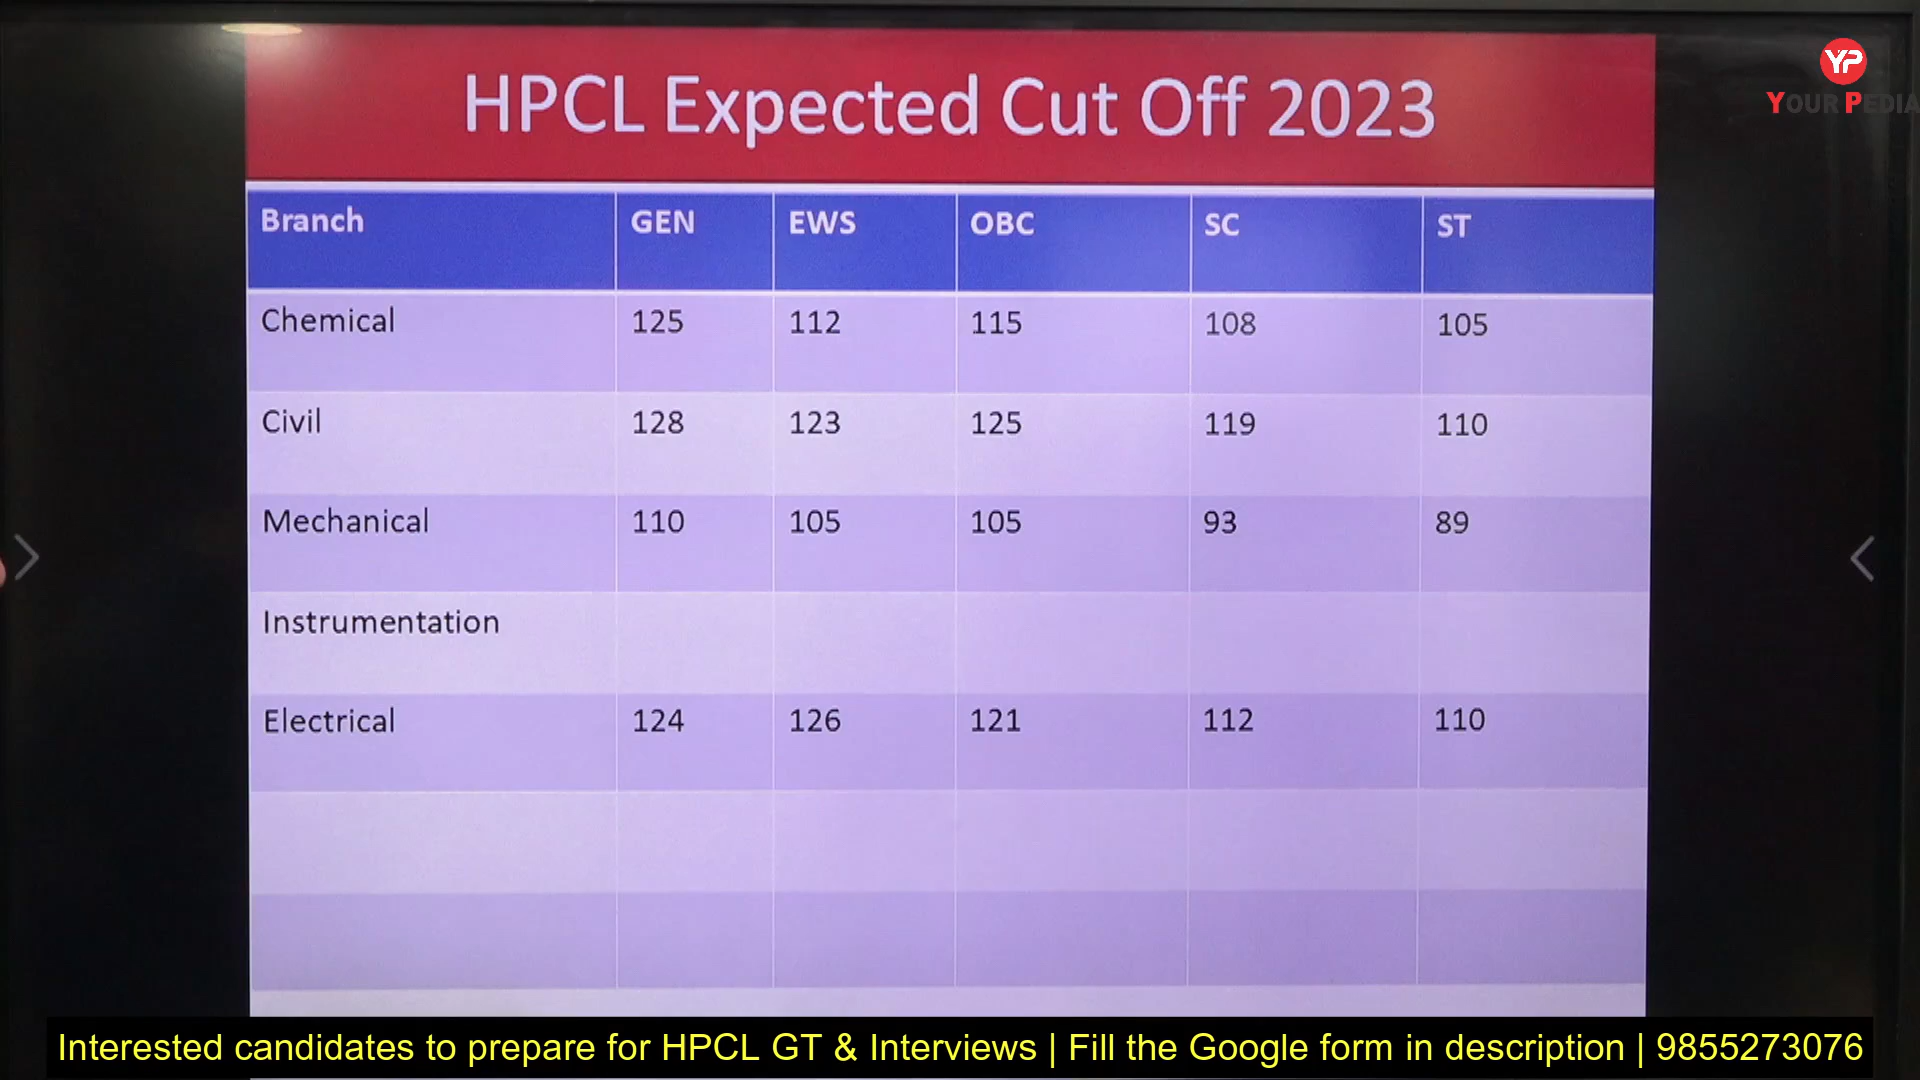 YP
YOUR PEDIA
HPCL Expected Cut Off 2023
Branch GEN EWS OBC SC ST
Chemical 125 112 115 108 105
Civil 128 123 125 119 110
Mechanical 110 105 105 93 89
Instrumentation
Electrical 124 126 121 112 110
Interested candidates to prepare for HPCL GT & Interviews | Fill the Google form in description | 9855273076